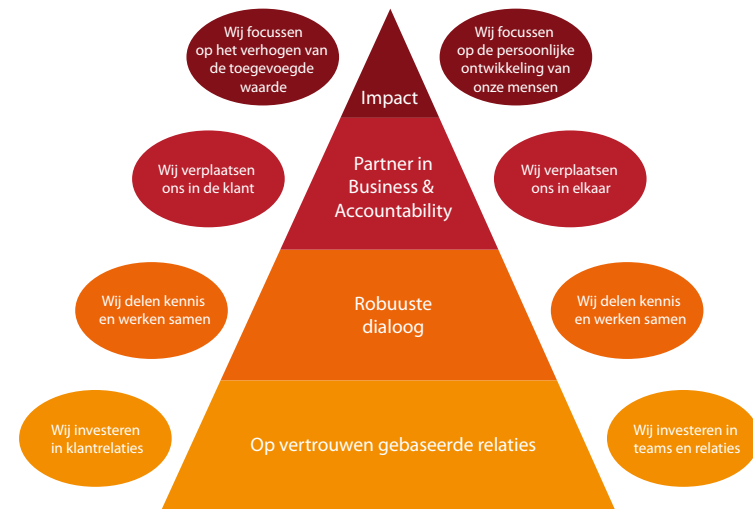 Wij focussen
op het verhogen van
de toegevoegde
waarde
Wij focussen
op de persoonlijke
ontwikkeling van
onze mensen
Impact
Wij verplaatsen
ons in de klant
Partner in
Business &
Accountability
Wij verplaatsen
ons in elkaar
Wij delen kennis
en werken samen
Robuuste
dialoog
Wij delen kennis
en werken samen
Wij investeren
in klantrelaties
Op vertrouwen gebaseerde relaties
Wij investeren in
teams en relaties